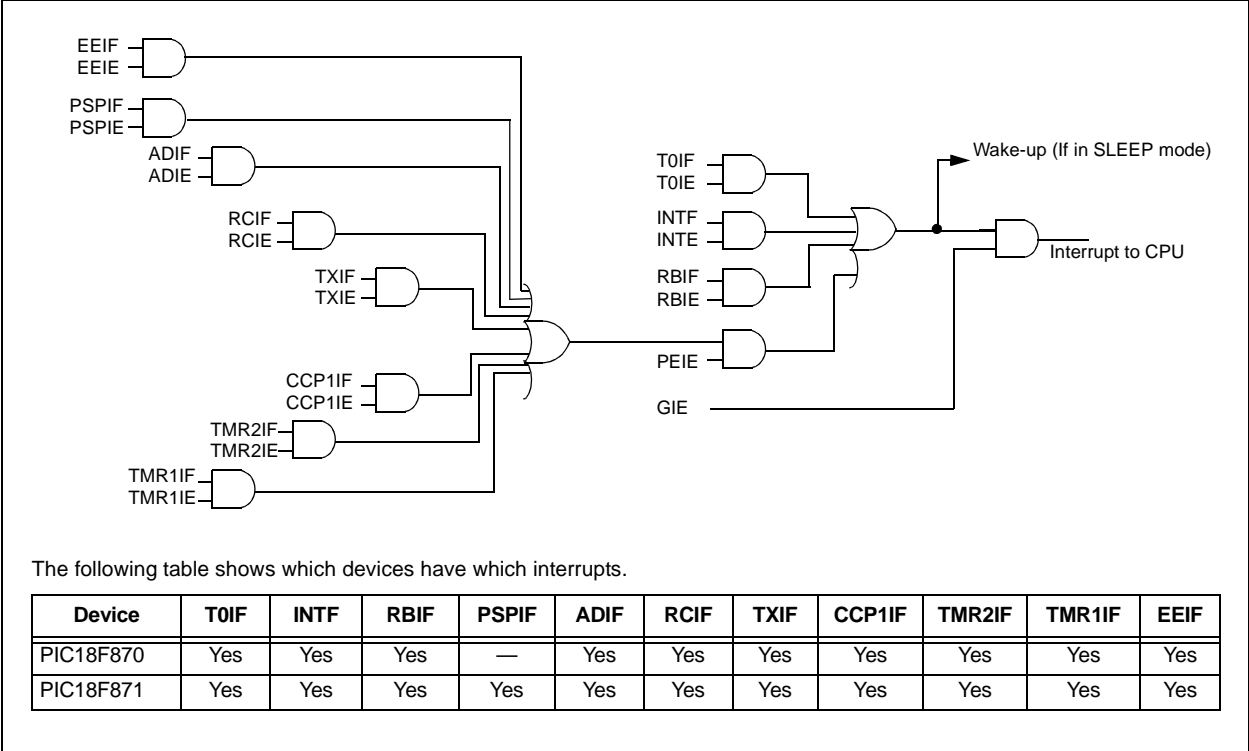 EEIF
EEIE
PSPIF
PSPIE
ADIF
ADIE
RCIF
RCIE
TXIF
TXIE
CCP1IF
CCP1IE
TMR2IF
TMR2IE
TMR1IF
TMR1IE
T0IF
T0IE
INTF
INTE
RBIF
RBIE
PEIE
GIE
Wake-up (If in SLEEP mode)
Interrupt to CPU
The following table shows which devices have which interrupts.
Device T0IF INTF RBIF PSPIF ADIF RCIF TXIF CCP1IF TMR2IF TMR1IF EEIF
PIC18F870 Yes Yes Yes — Yes Yes Yes Yes Yes Yes Yes
PIC18F871 Yes Yes Yes Yes Yes Yes Yes Yes Yes Yes Yes